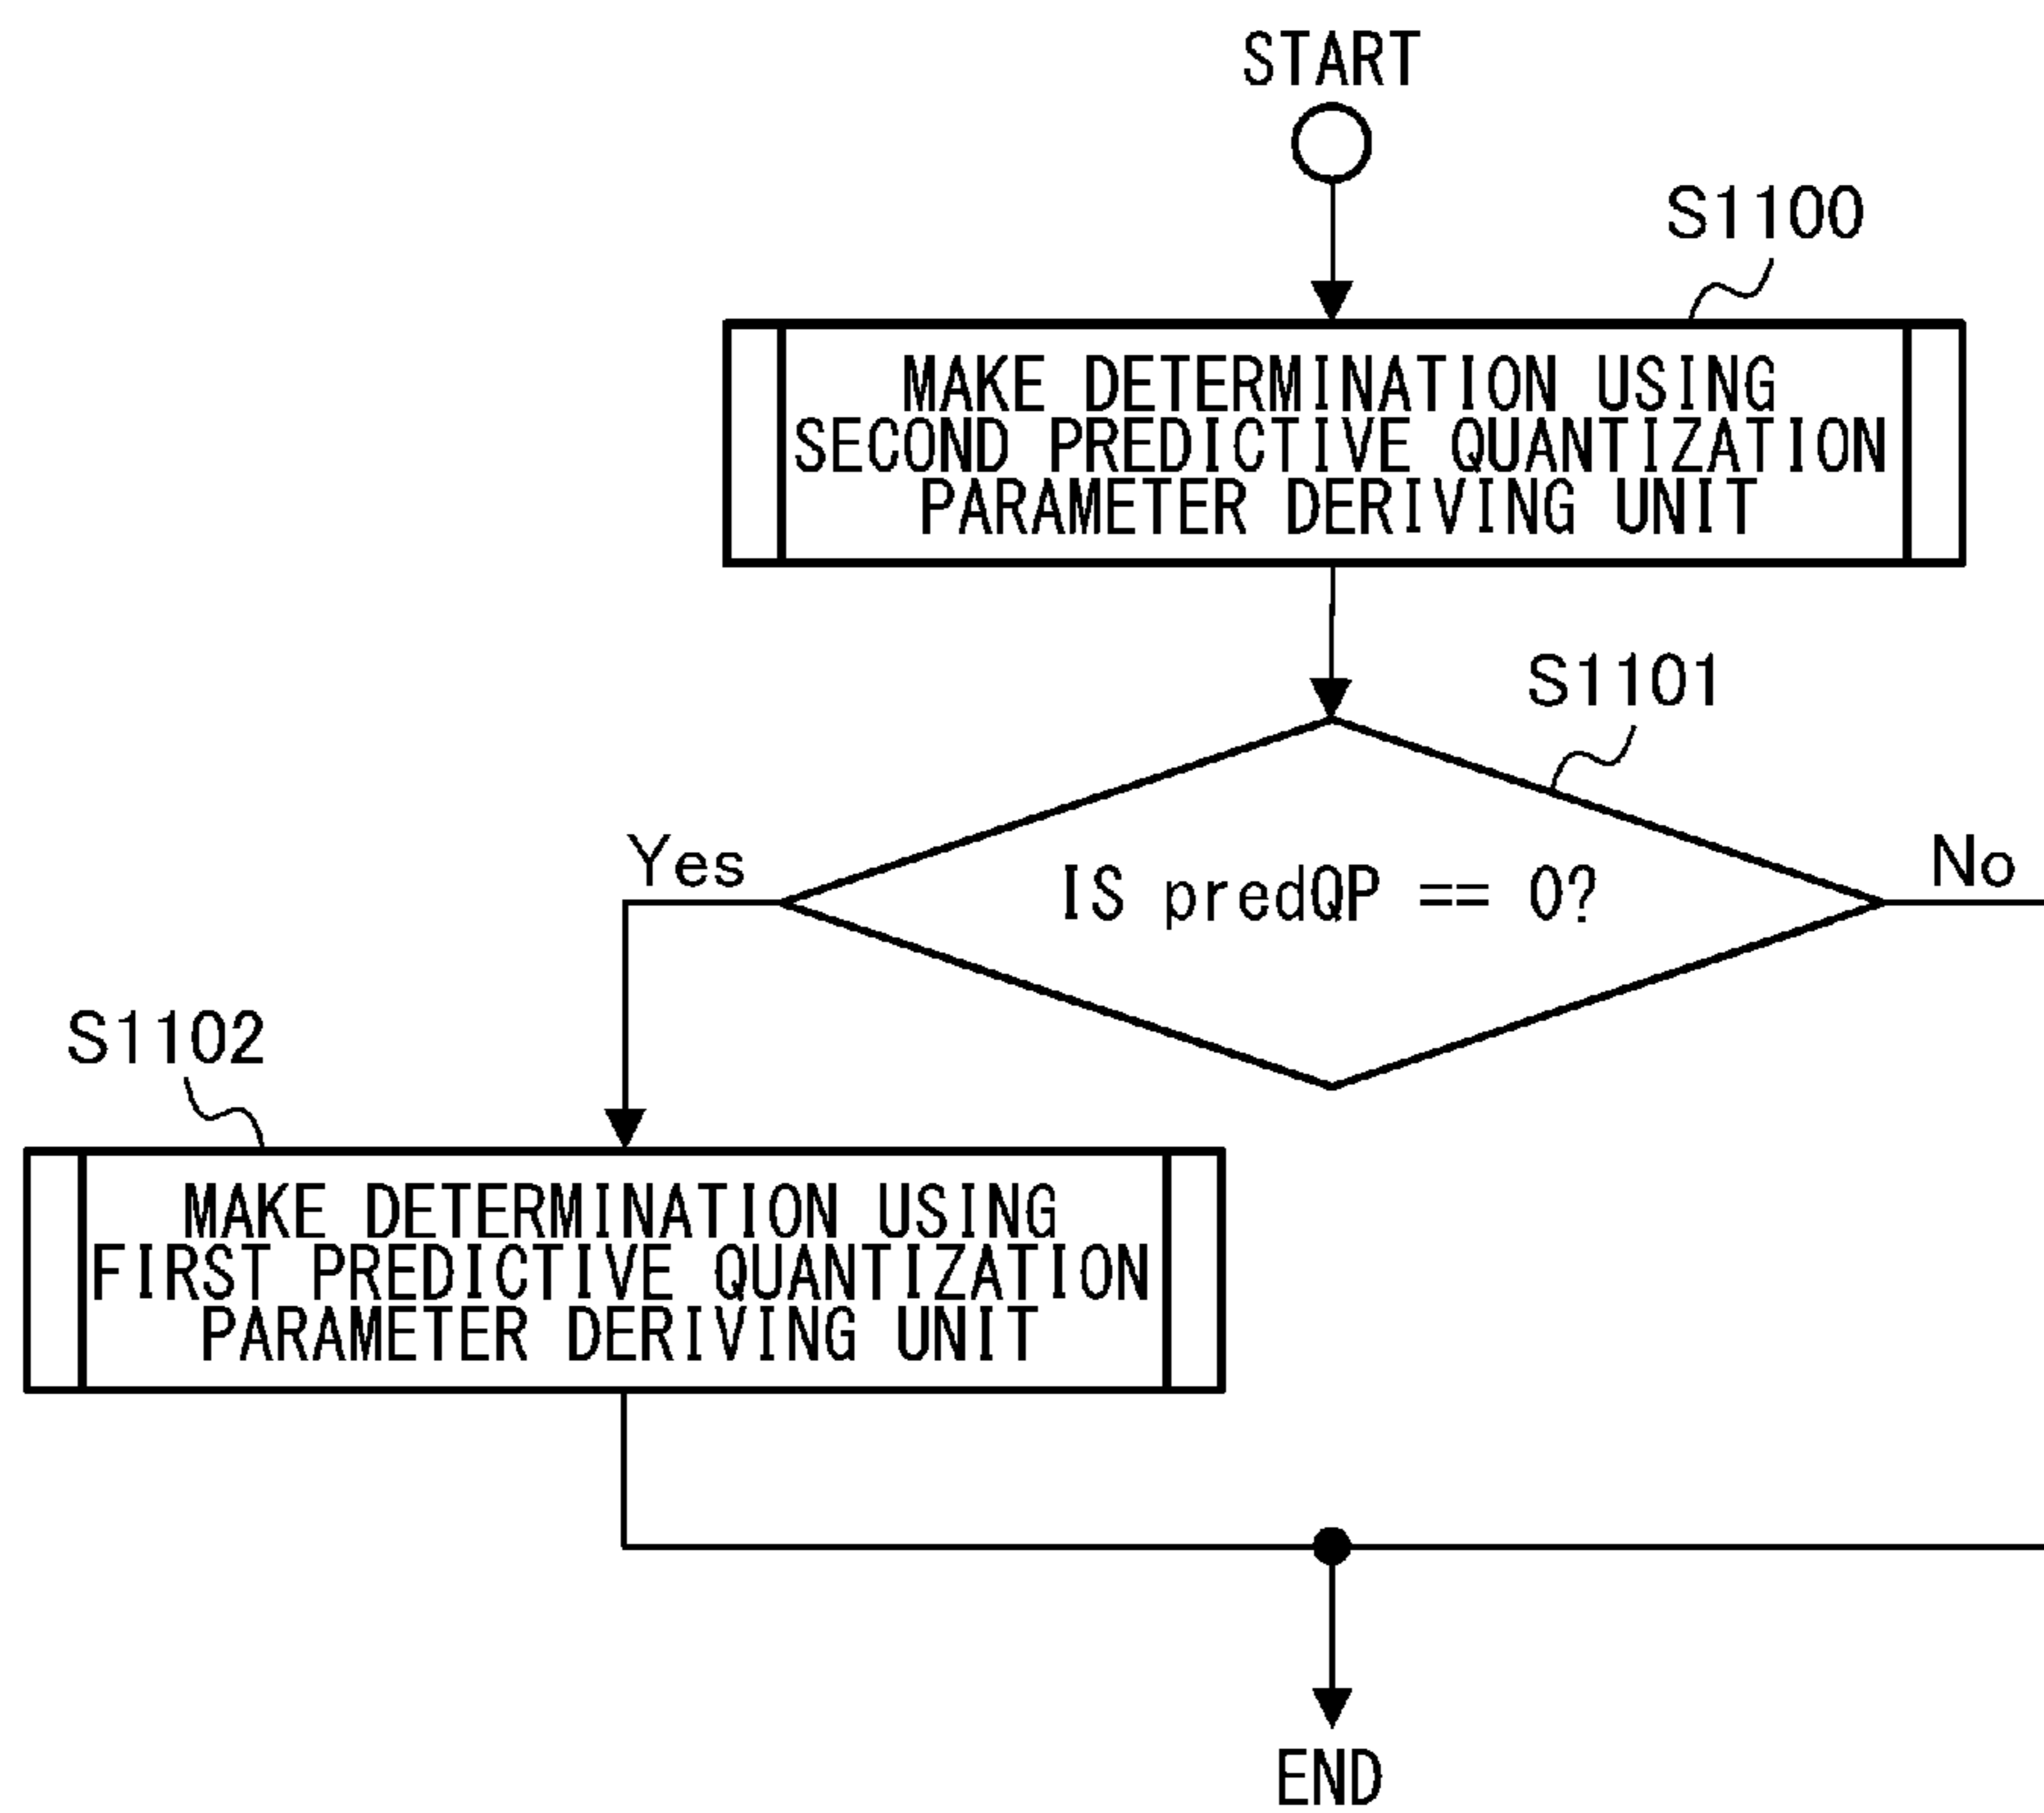 START
S1100
MAKE DETERMINATION USING
SECOND PREDICTIVE QUANTIZATION
PARAMETER DERIVING UNIT
S1101
Yes
IS predQP == 0?
No
S1102
MAKE DETERMINATION USING
FIRST PREDICTIVE QUANTIZATION
PARAMETER DERIVING UNIT
END